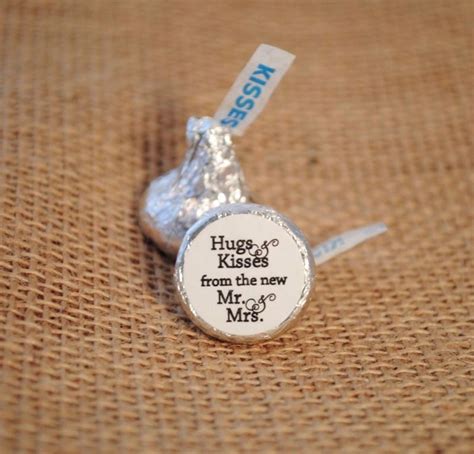 KISSES
Hugs &
Kisses
from the new
Mr. &
Mrs.